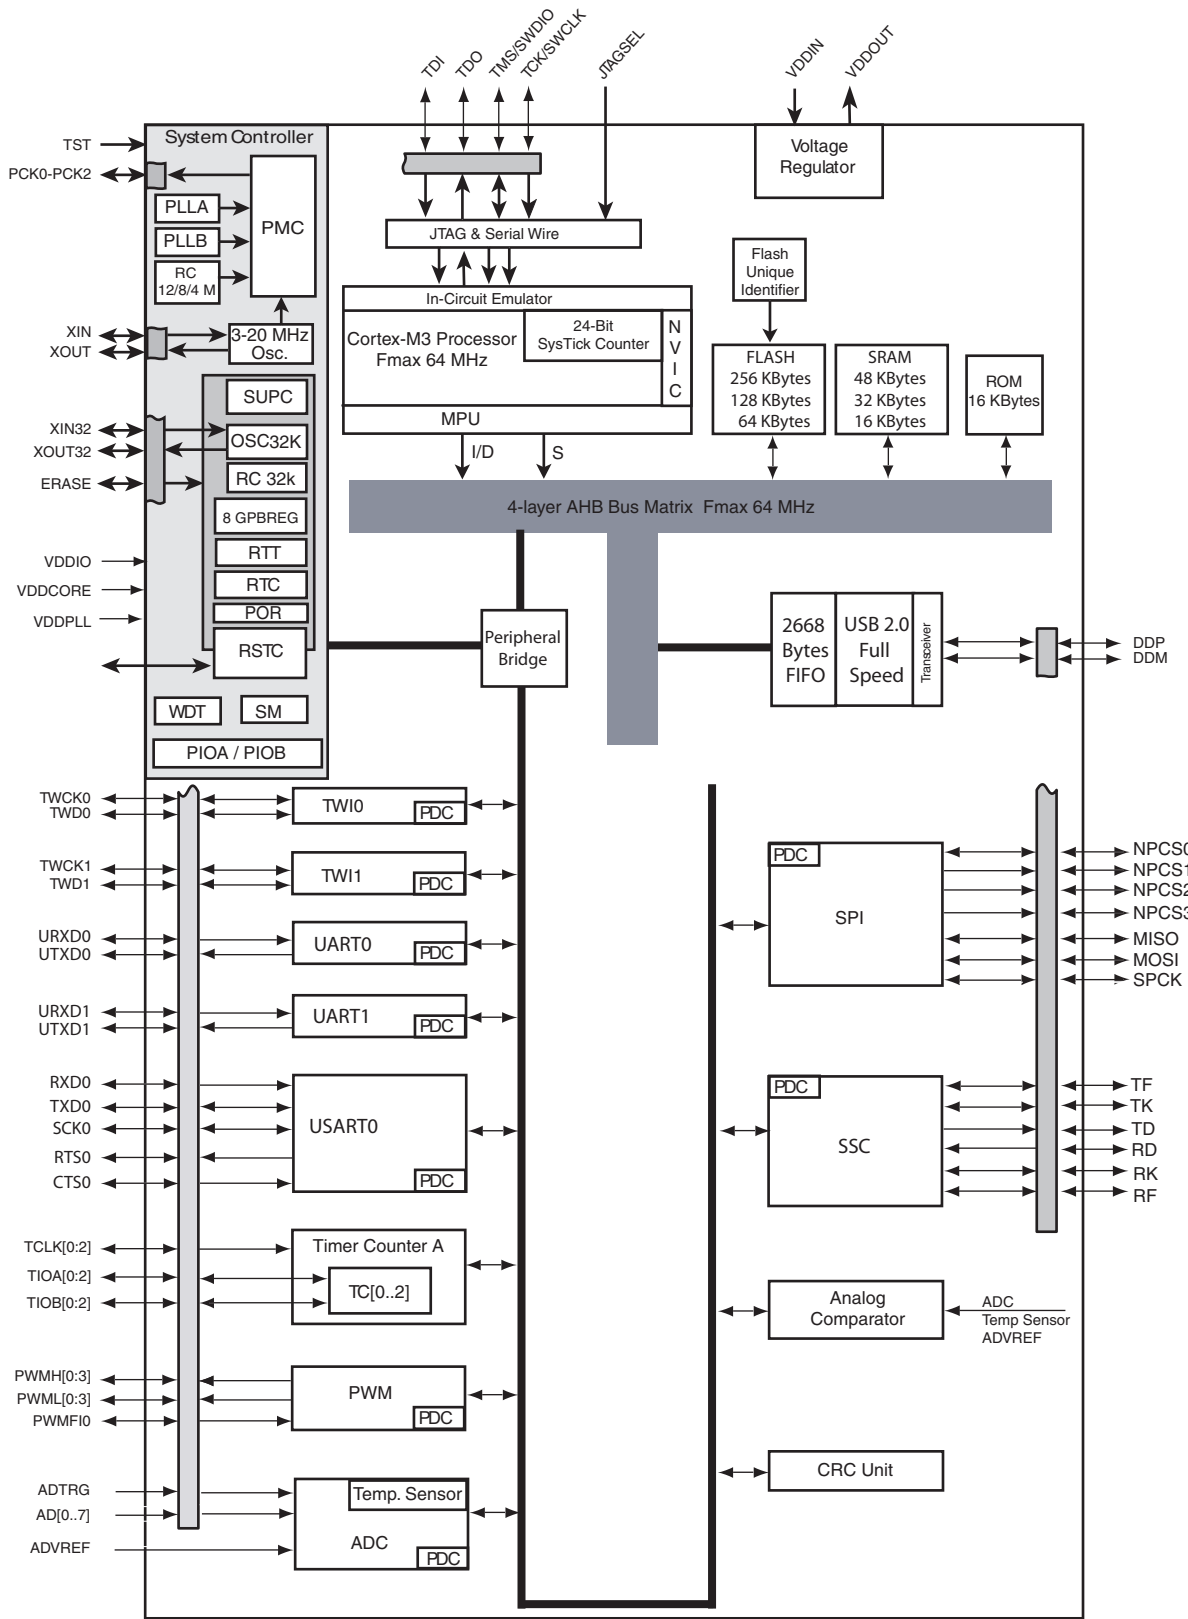 TDI
TDO
TMS/SWDIO
TCK/SWCLK
JTAGSEL
VDDIN
VDDOUT
System Controller
TST
PCK0-PCK2
PLLA
PLLB
RC
12/8/4 M
PMC
XIN
XOUT
3-20 MHz
Osc.
SUPC
XIN32
XOUT32
ERASE
OSC32K
RC 32k
8 GPBREG
RTT
RTC
POR
RSTC
VDDIO
VDDCORE
VDDPLL
WDT
SM
PIOA / PIOB
Voltage
Regulator
JTAG & Serial Wire
In-Circuit Emulator
Cortex-M3 Processor
Fmax 64 MHz
24-Bit
SysTick Counter
N
V
I
C
MPU
I/D
S
Flash
Unique
Identifier
FLASH
256 KBytes
128 KBytes
64 KBytes
SRAM
48 KBytes
32 KBytes
16 KBytes
ROM
16 KBytes
4-layer AHB Bus Matrix Fmax 64 MHz
Peripheral
Bridge
2668
Bytes
FIFO
USB 2.0
Full
Speed
Transceiver
DDP
DDM
TWCK0
TWD0
TWI0
PDC
TWCK1
TWD1
TWI1
PDC
URXD0
UTXD0
UART0
PDC
URXD1
UTXD1
UART1
PDC
RXD0
TXD0
SCK0
RTS0
CTS0
USART0
PDC
TCLK[0:2]
TIOA[0:2]
TIOB[0:2]
Timer Counter A
TC[0..2]
PWMH[0:3]
PWML[0:3]
PWMFI0
PWM
PDC
ADTRG
AD[0..7]
ADVREF
Temp. Sensor
ADC
PDC
PDC
SPI
NPCS0
NPCS1
NPCS2
NPCS3
MISO
MOSI
SPCK
PDC
SSC
TF
TK
TD
RD
RK
RF
Analog
Comparator
ADC
Temp Sensor
ADVREF
CRC Unit